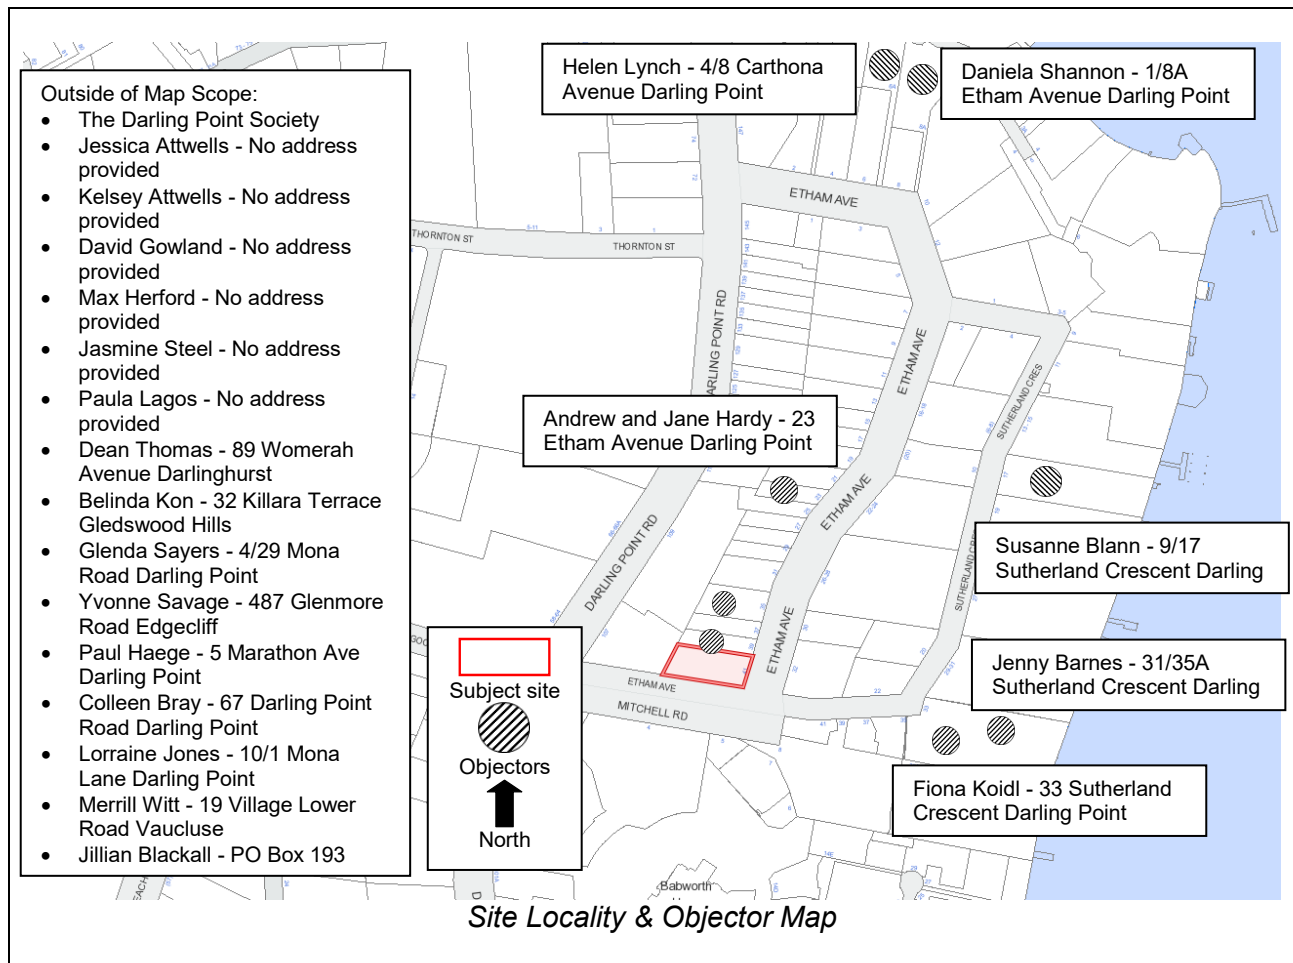 Outside of Map Scope:
• The Darling Point Society
• Jessica Attwells - No address
provided
• Kelsey Attwells - No address
provided
• David Gowland - No address
provided
• Max Herford - No address
provided
• Jasmine Steel - No address
provided
• Paula Lagos - No address
provided
• Dean Thomas - 89 Womerah
Avenue Darlinghurst
• Belinda Kon - 32 Killara Terrace
Gledswood Hills
• Glenda Sayers - 4/29 Mona
Road Darling Point
• Yvonne Savage - 487 Glenmore
Road Edgecliff
• Paul Haege - 5 Marathon Ave
Darling Point
• Colleen Bray - 67 Darling Point
Road Darling Point
• Lorraine Jones - 10/1 Mona
Lane Darling Point
• Merrill Witt - 19 Village Lower
Road Vaucluse
• Jillian Blackall - PO Box 193
Helen Lynch - 4/8 Carthona
Avenue Darling Point
Daniela Shannon - 1/8A
Etham Avenue Darling Point
ETHAM AVE
THORNTON ST
THORNTON ST
ARLING POINT RD
ETHAM AVE
SUTHERLAND CRES
Andrew and Jane Hardy - 23
Etham Avenue Darling Point
ETHAM AVE
DARLING POINT RD
SUTHERLAND CRES
Susanne Blann - 9/17
Sutherland Crescent Darling
ETHAM AVE
Jenny Barnes - 31/35A
Sutherland Crescent Darling
ETHAM AVE
MITCHELL RD
Fiona Koidl - 33 Sutherland
Crescent Darling Point
Subject site
Objectors
North
Babworth
Site Locality & Objector Map